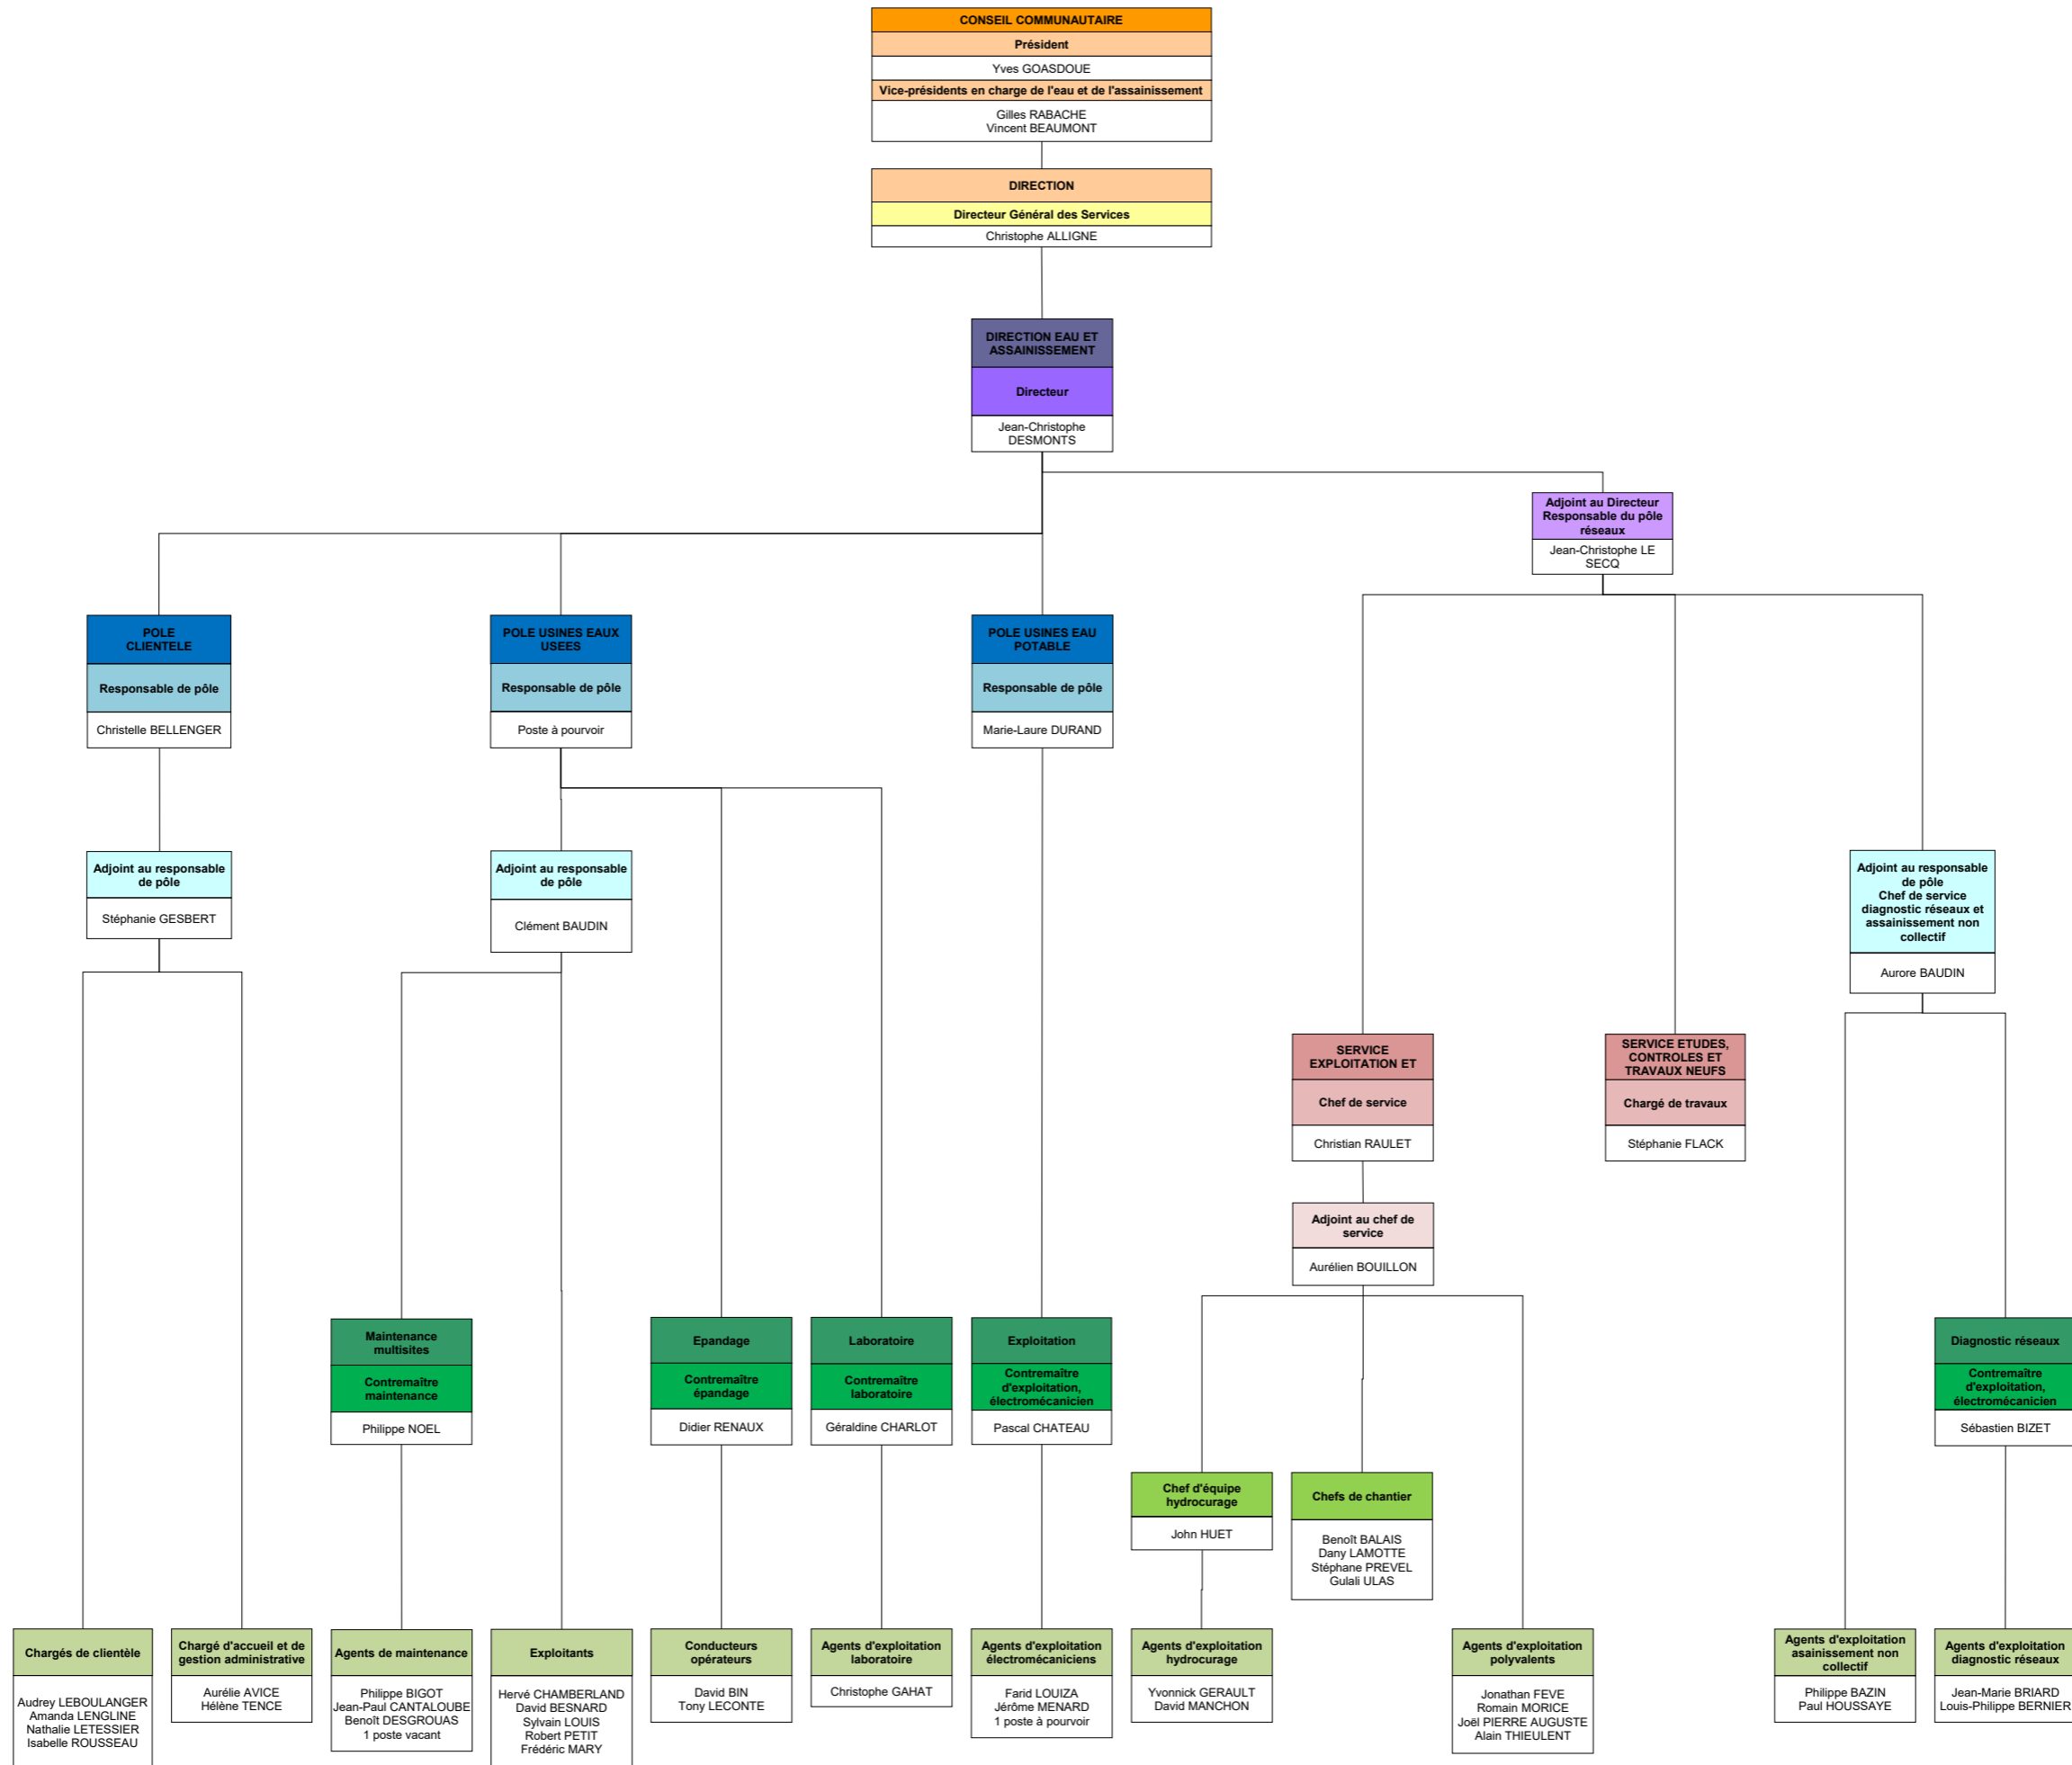 CONSEIL COMMUNAUTAIRE
Président
Yves GOASDOUE
Vice-présidents en charge de l'eau et de l'assainissement
Gilles RABACHE
Vincent BEAUMONT
DIRECTION
Directeur Général des Services
Christophe ALLIGNE
DIRECTION EAU ET
ASSAINISSEMENT
Directeur
Jean-Christophe
DESMONTS
Adjoint au Directeur
Responsable du pôle
réseaux
Jean-Christophe LE
SECQ
POLE
CLIENTELE
Responsable de pôle
Christelle BELLENGER
POLE USINES EAUX
USEES
Responsable de pôle
Poste à pourvoir
POLE USINES EAU
POTABLE
Responsable de pôle
Marie-Laure DURAND
Adjoint au responsable
de pôle
Stéphanie GESBERT
Adjoint au responsable
de pôle
Clément BAUDIN
Adjoint au responsable
de pôle
Chef de service
diagnostic réseaux et
assainissement non
collectif
Aurore BAUDIN
SERVICE
EXPLOITATION ET
Chef de service
Christian RAULET
SERVICE ETUDES,
CONTROLES ET
TRAVAUX NEUFS
Chargé de travaux
Stéphanie FLACK
Adjoint au chef de
service
Aurélien BOUILLON
Maintenance
multisites
Contremaître
maintenance
Philippe NOEL
Epandage
Contremaître
épandage
Didier RENAUX
Laboratoire
Contremaître
laboratoire
Géraldine CHARLOT
Exploitation
Contremaître
d'exploitation,
électromécanicien
Pascal CHATEAU
Diagnostic réseaux
Contremaître
d'exploitation,
électromécanicien
Sébastien BIZET
Chef d'équipe
hydrocurage
John HUET
Chefs de chantier
Benoît BALAIS
Dany LAMOTTE
Stéphane PREVEL
Gulali ULAS
Chargés de clientèle
Audrey LEBOULANGER
Amanda LENGLINE
Nathalie LETESSIER
Isabelle ROUSSEAU
Chargé d'accueil et de
gestion administrative
Aurélie AVICE
Hélène TENCE
Agents de maintenance
Philippe BIGOT
Jean-Paul CANTALOUBE
Benoît DESGROUAS
1 poste vacant
Exploitants
Hervé CHAMBERLAND
David BESNARD
Sylvain LOUIS
Robert PETIT
Frédéric MARY
Conducteurs
opérateurs
David BIN
Tony LECONTE
Agents d'exploitation
laboratoire
Christophe GAHAT
Agents d'exploitation
électromécaniciens
Farid LOUIZA
Jérôme MENARD
1 poste à pourvoir
Agents d'exploitation
hydrocurage
Yvonnick GERAULT
David MANCHON
Agents d'exploitation
polyvalents
Jonathan FEVE
Romain MORICE
Joël PIERRE AUGUSTE
Alain THIEULENT
Agents d'exploitation
asainissement non
collectif
Philippe BAZIN
Paul HOUSSAYE
Agents d'exploitation
diagnostic réseaux
Jean-Marie BRIARD
Louis-Philippe BERNIER